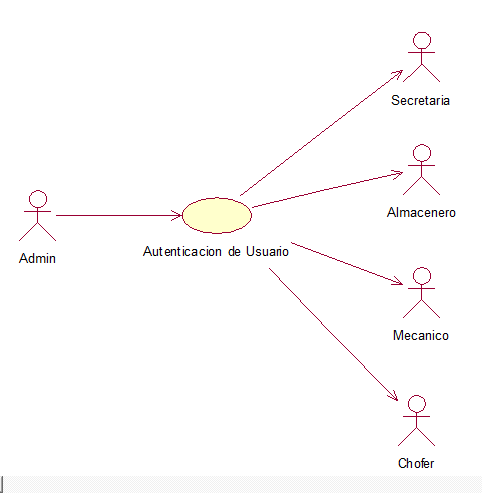 Secretaria
Almacenero
Admin
Autenticacion de Usuario
Mecanico
Chofer